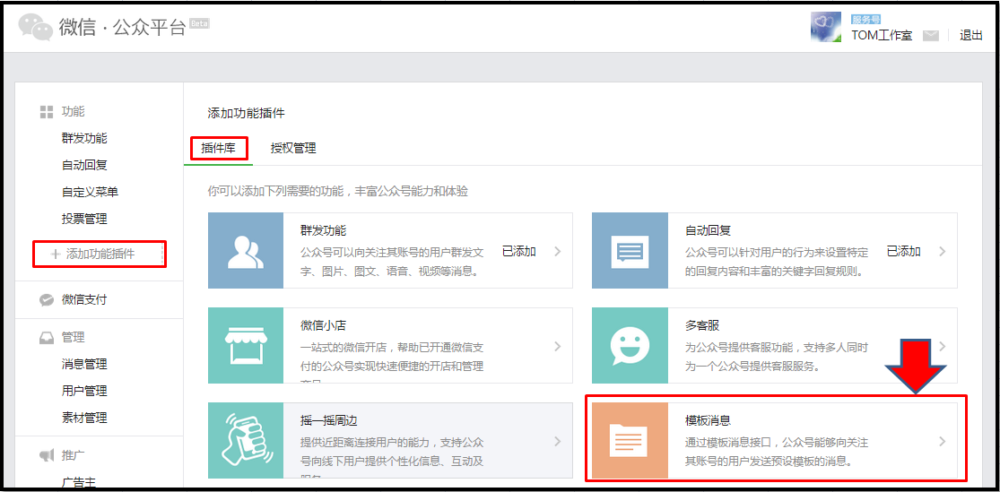 微信·公众平台 Beta
服务号
TOM工作室
退出
功能
群发功能
自动回复
自定义菜单
投票管理
+ 添加功能插件
微信支付
管理
消息管理
用户管理
素材管理
推广
广告主
添加功能插件
插件库 授权管理
你可以添加下列需要的功能，丰富公众号能力和体验
群发功能
公众号可以向关注其账号的用户群发文
字、图片、图文、语音、视频等消息。
已添加
自动回复
公众号可以针对用户的行为来设置特定
的回复内容和丰富的关键字回复规则。
已添加
微信小店
一站式的微信开店，帮助已开通微信支
付的公众号实现快速便捷的开店和管理
多客服
为公众号提供客服功能，支持多人同时
为一个公众号提供客服服务。
摇一摇周边
提供近距离连接用户的能力，支持公众
号向线下用户提供个性化信息、互动及
模板消息
通过模板消息接口，公众号能够向关注
其账号的用户发送预设模板的消息。